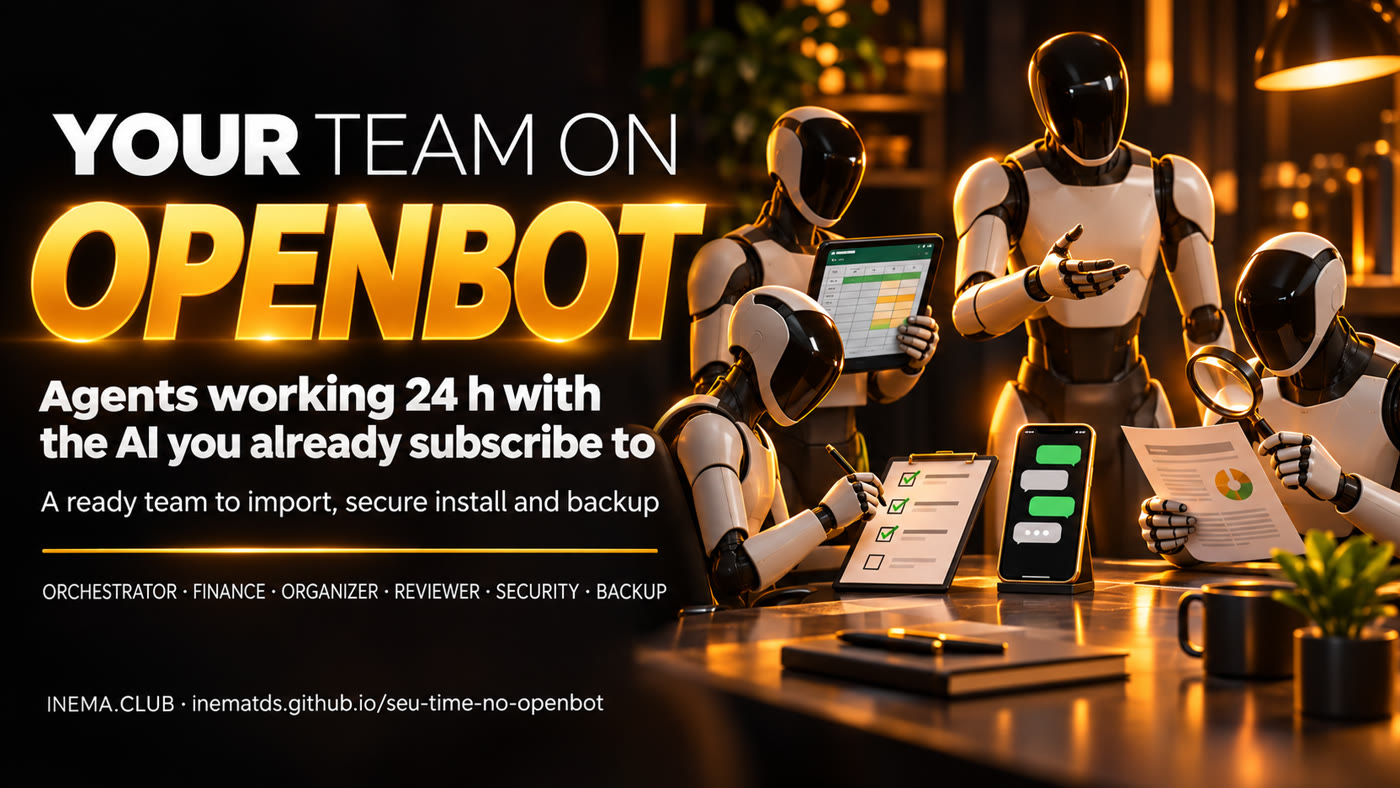 YOUR TEAM ON
OPENBOT
Agents working 24 h with
the AI you already subscribe to
A ready team to import, secure install and backup
ORCHESTRATOR · FINANCE · ORGANIZER · REVIEWER · SECURITY · BACKUP
INEMA.CLUB · inematds.github.io/seu-time-no-openbot